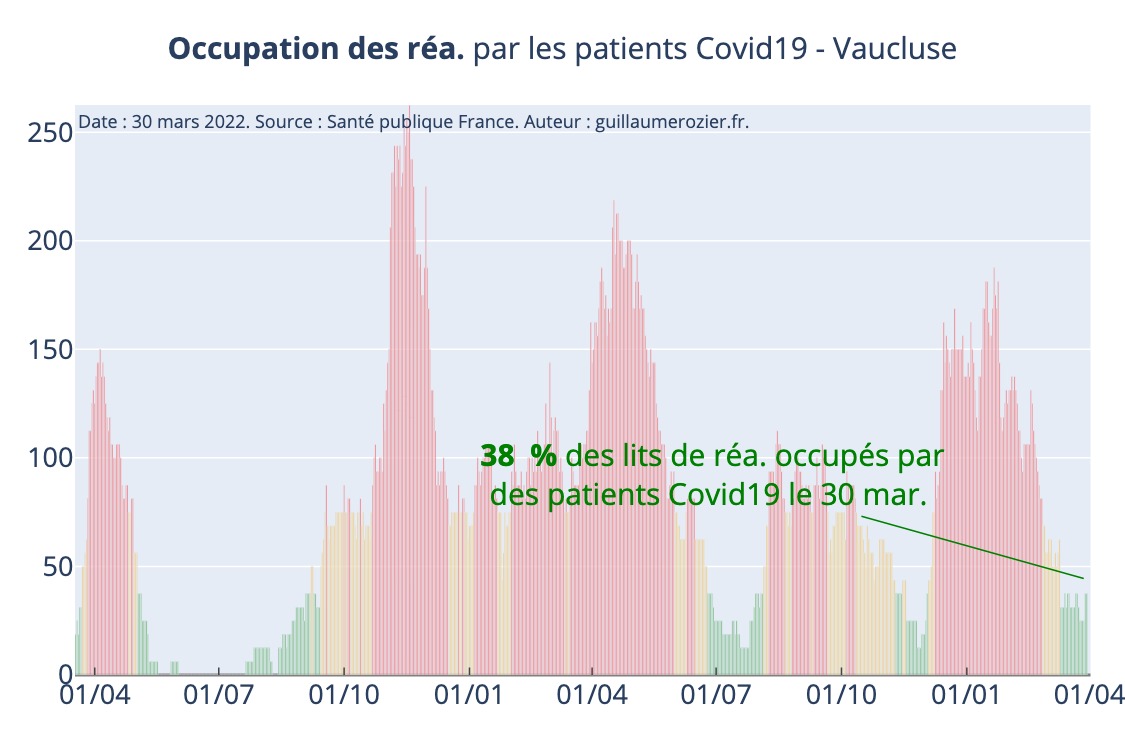 Occupation des réa. par les patients Covid19 - Vaucluse
Date : 30 mars 2022. Source : Santé publique France. Auteur : guillaumerozier.fr.
250
200
150
100
50
0
38 % des lits de réa. occupés par
des patients Covid19 le 30 mar.
01/04 01/07 01/10 01/01 01/04 01/07 01/10 01/01 01/04